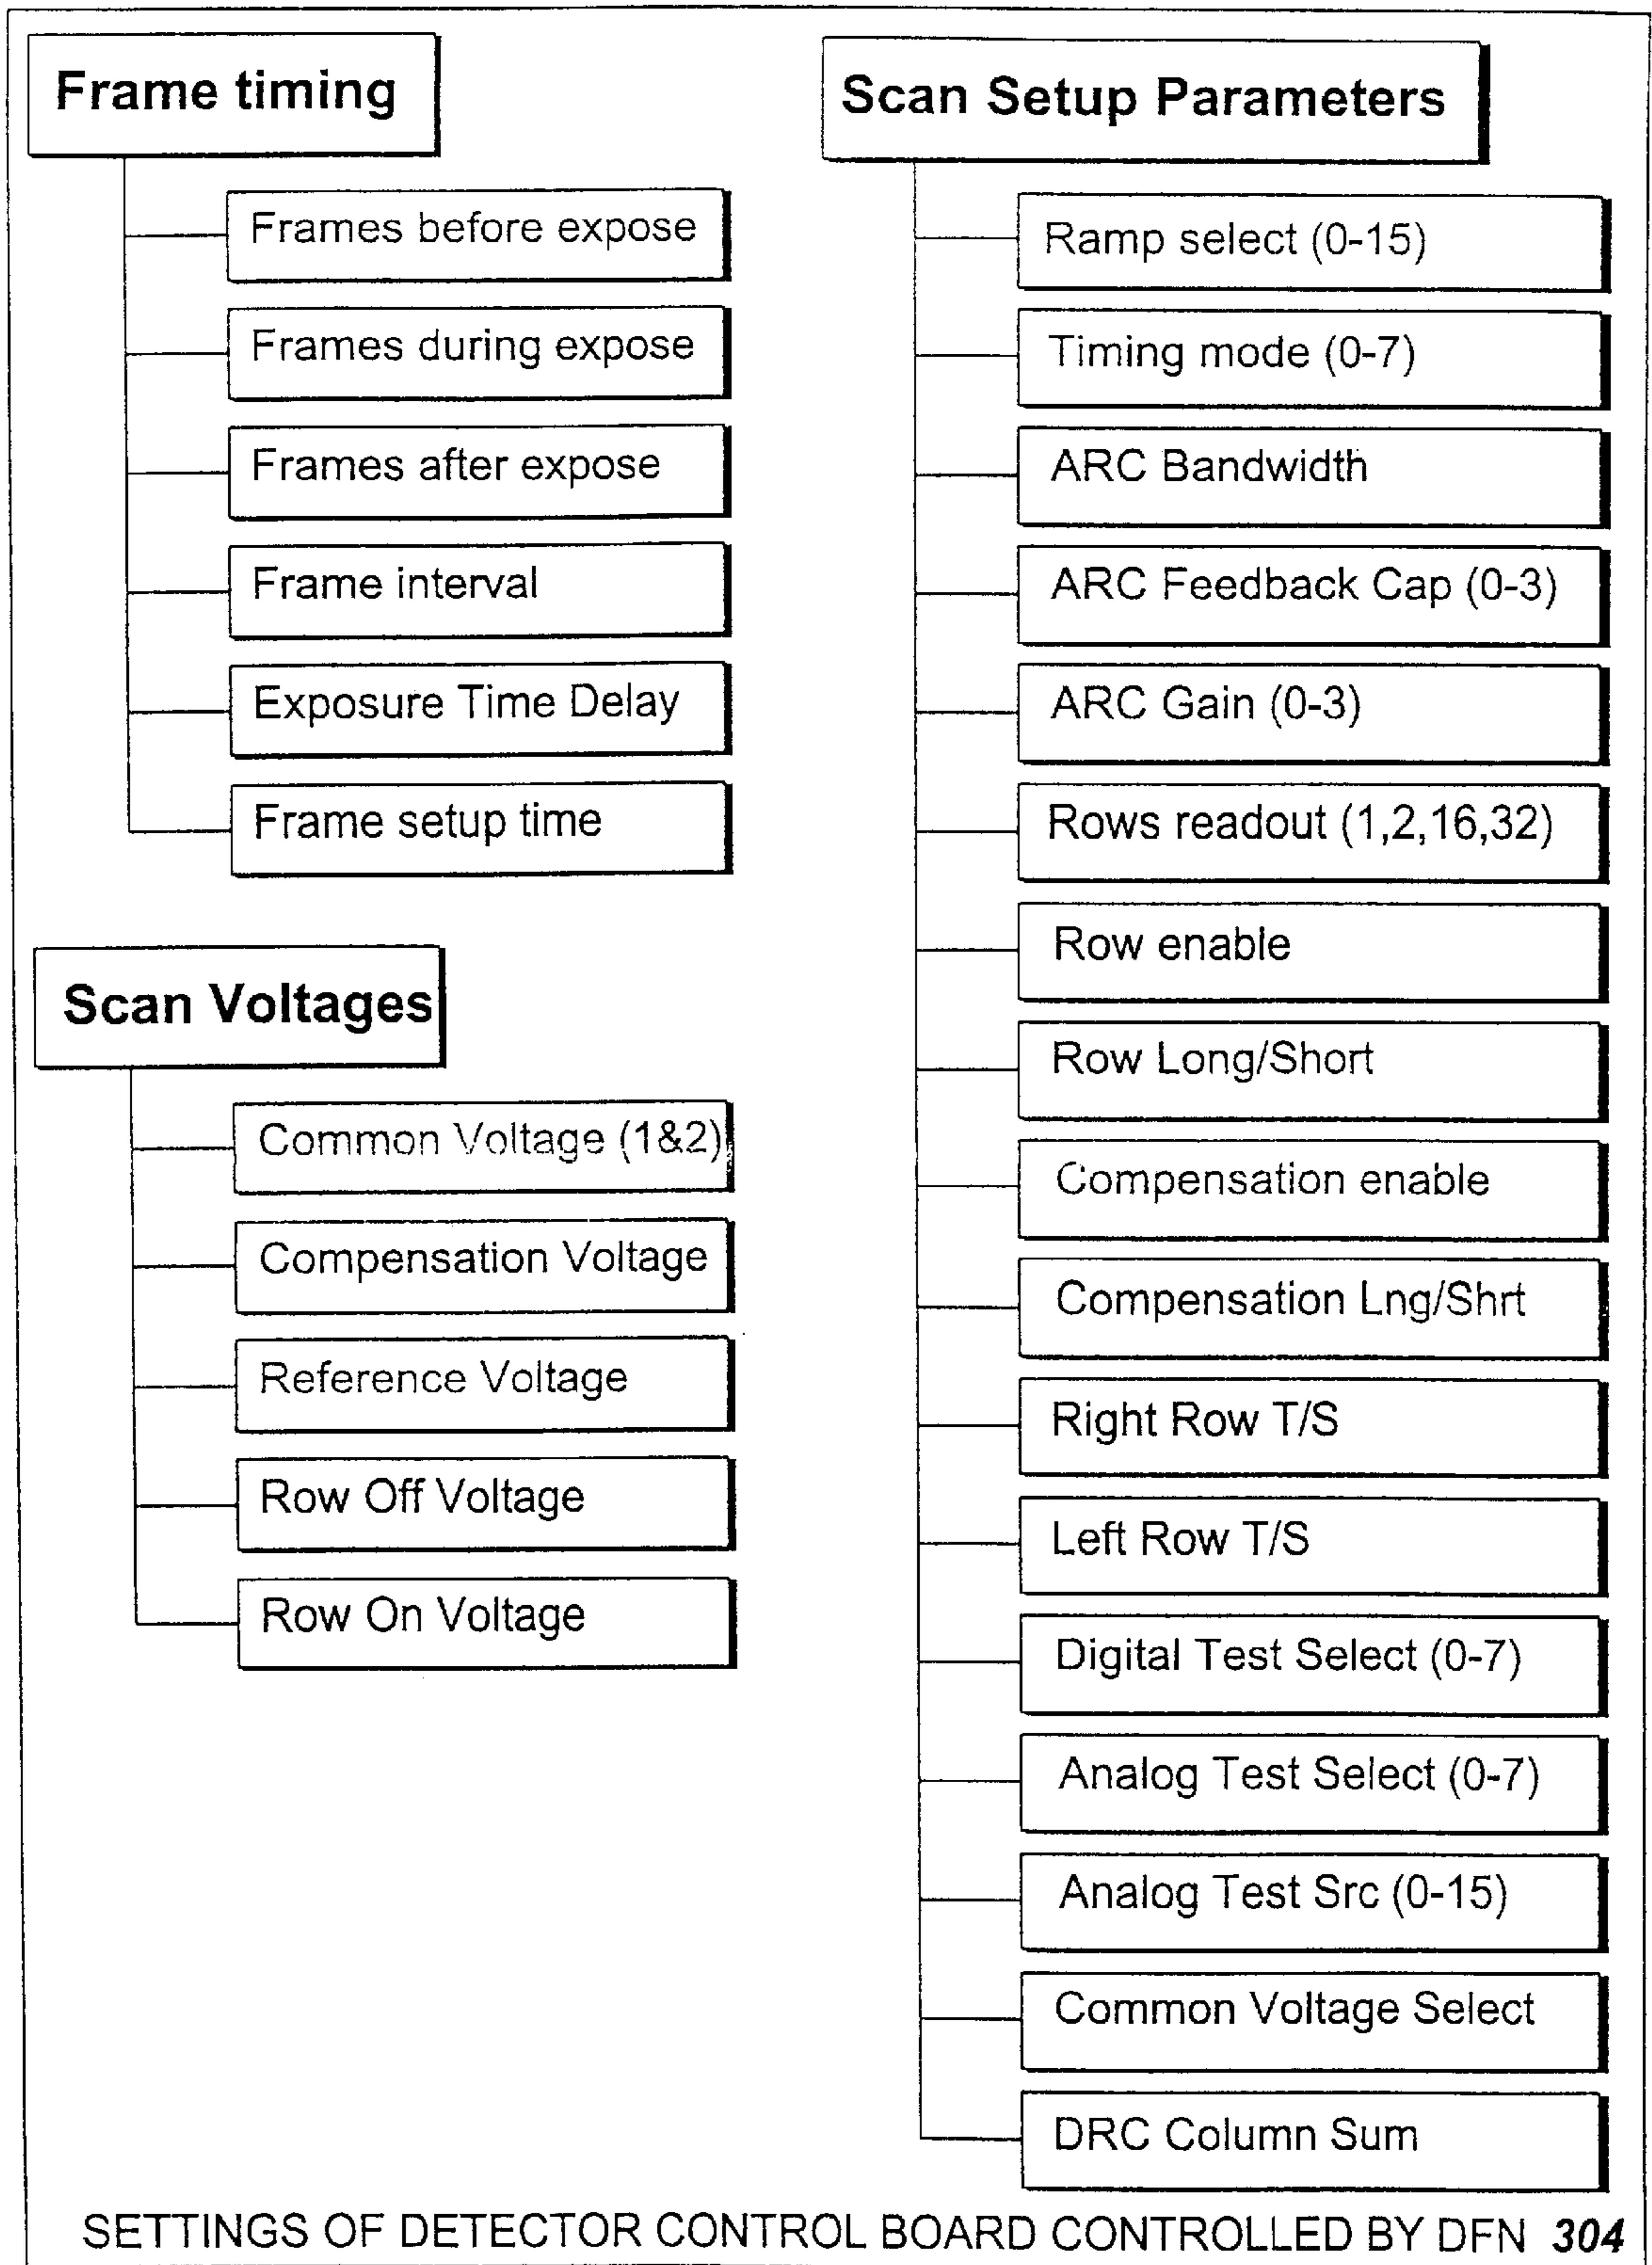 Frame timing
Frames before expose
Frames during expose
Frames after expose
Frame interval
Exposure Time Delay
Frame setup time
Scan Voltages
Common Voltage (1&2)
Compensation Voltage
Reference Voltage
Row Off Voltage
Row On Voltage
Scan Setup Parameters
Ramp select (0-15)
Timing mode (0-7)
ARC Bandwidth
ARC Feedback Cap (0-3)
ARC Gain (0-3)
Rows readout (1,2,16,32)
Row enable
Row Long/Short
Compensation enable
Compensation Lng/Shrt
Right Row T/S
Left Row T/S
Digital Test Select (0-7)
Analog Test Select (0-7)
Analog Test Src (0-15)
Common Voltage Select
DRC Column Sum
SETTINGS OF DETECTOR CONTROL BOARD CONTROLLED BY DFN 304